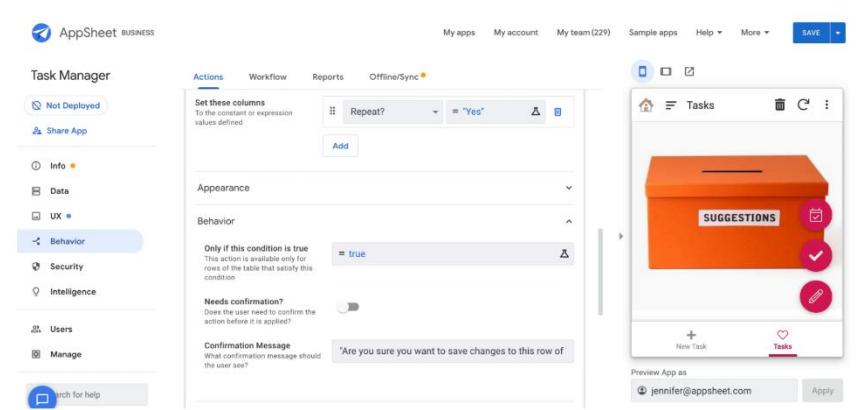 AppSheet BUSINESS
My apps My account My team (229) Sample apps Help More SAVE
Task Manager
Not Deployed
Share App
Info
Data
UX
Behavior
Security
Intelligence
Users
Manage
Search for help
Actions Workflow Reports Offline/Sync
Set these columns
To the constant or expression
values defined
Repeat? = "Yes"
Add
Appearance
Behavior
Only if this condition is true
This action is available only for
rows of the table that satisfy this
condition
= true
Needs confirmation?
Does the user need to confirm the
action before it is applied?
Confirmation Message
What confirmation message should
the user see?
"Are you sure you want to save changes to this row of
Tasks
SUGGESTIONS
New Task Tasks
Preview App as
jennifer@appsheet.com Apply